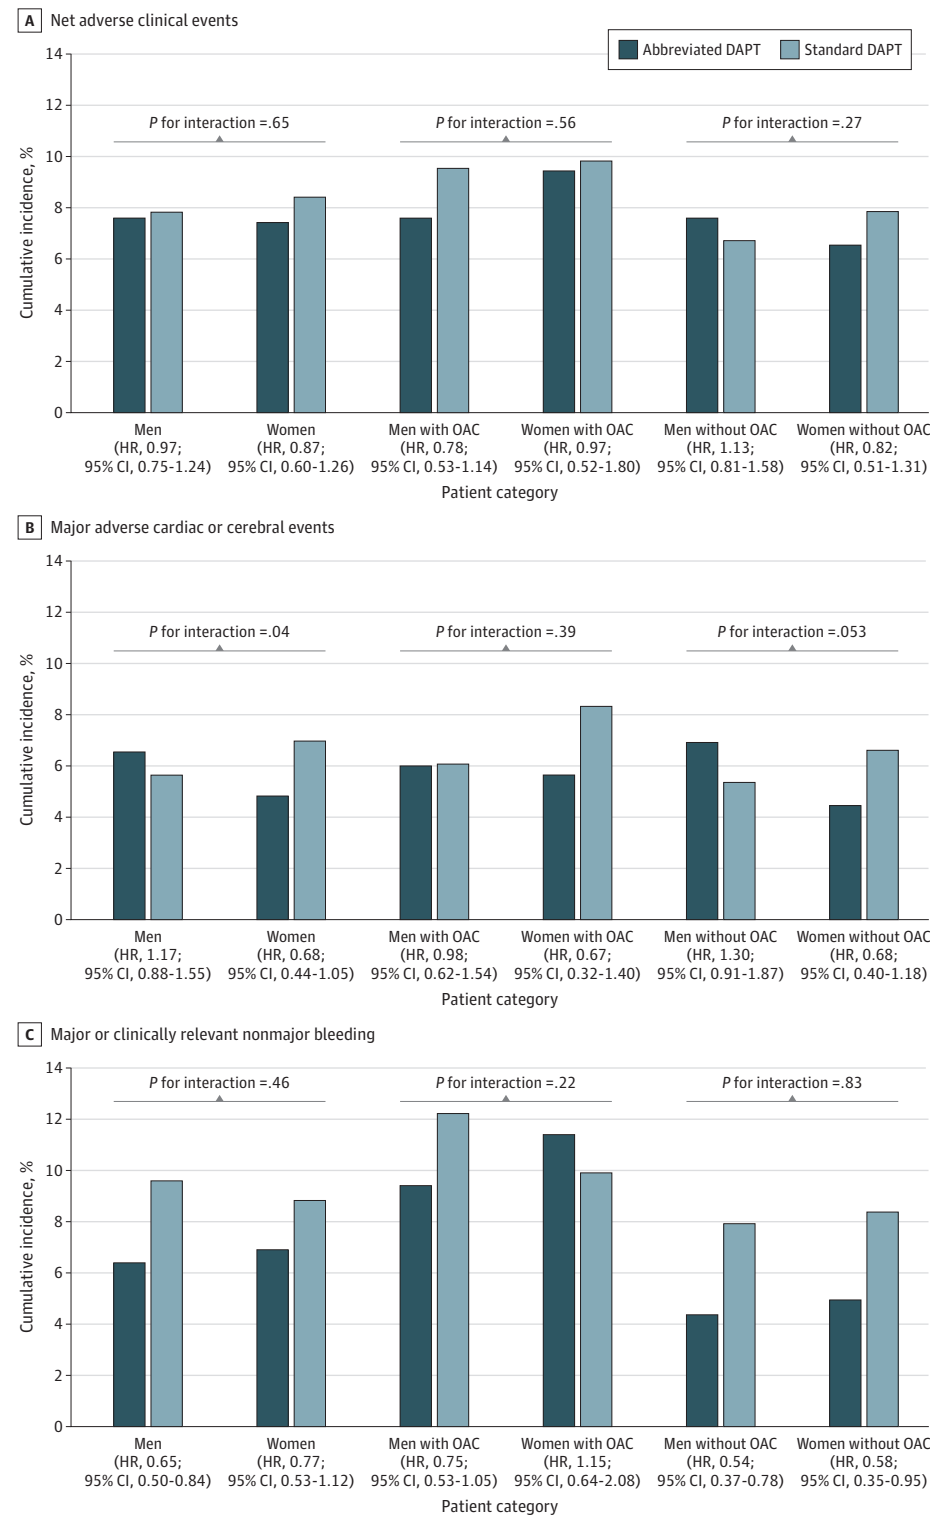 A Net adverse clinical events
Abbreviated DAPT Standard DAPT
14
12
10
8
6
4
2
0
Cumulative incidence, %
P for interaction =.65
P for interaction =.56
P for interaction =.27
Men
(HR, 0.97;
95% CI, 0.75-1.24)
Women
(HR, 0.87;
95% CI, 0.60-1.26)
Men with OAC
(HR, 0.78;
95% CI, 0.53-1.14)
Women with OAC
(HR, 0.97;
95% CI, 0.52-1.80)
Men without OAC
(HR, 1.13;
95% CI, 0.81-1.58)
Women without OAC
(HR, 0.82;
95% CI, 0.51-1.31)
Patient category
B Major adverse cardiac or cerebral events
14
12
10
8
6
4
2
0
Cumulative incidence, %
P for interaction =.04
P for interaction =.39
P for interaction =.053
Men
(HR, 1.17;
95% CI, 0.88-1.55)
Women
(HR, 0.68;
95% CI, 0.44-1.05)
Men with OAC
(HR, 0.98;
95% CI, 0.62-1.54)
Women with OAC
(HR, 0.67;
95% CI, 0.32-1.40)
Men without OAC
(HR, 1.30;
95% CI, 0.91-1.87)
Women without OAC
(HR, 0.68;
95% CI, 0.40-1.18)
Patient category
C Major or clinically relevant nonmajor bleeding
14
12
10
8
6
4
2
0
Cumulative incidence, %
P for interaction =.46
P for interaction =.22
P for interaction =.83
Men
(HR, 0.65;
95% CI, 0.50-0.84)
Women
(HR, 0.77;
95% CI, 0.53-1.12)
Men with OAC
(HR, 0.75;
95% CI, 0.53-1.05)
Women with OAC
(HR, 1.15;
95% CI, 0.64-2.08)
Men without OAC
(HR, 0.54;
95% CI, 0.37-0.78)
Women without OAC
(HR, 0.58;
95% CI, 0.35-0.95)
Patient category